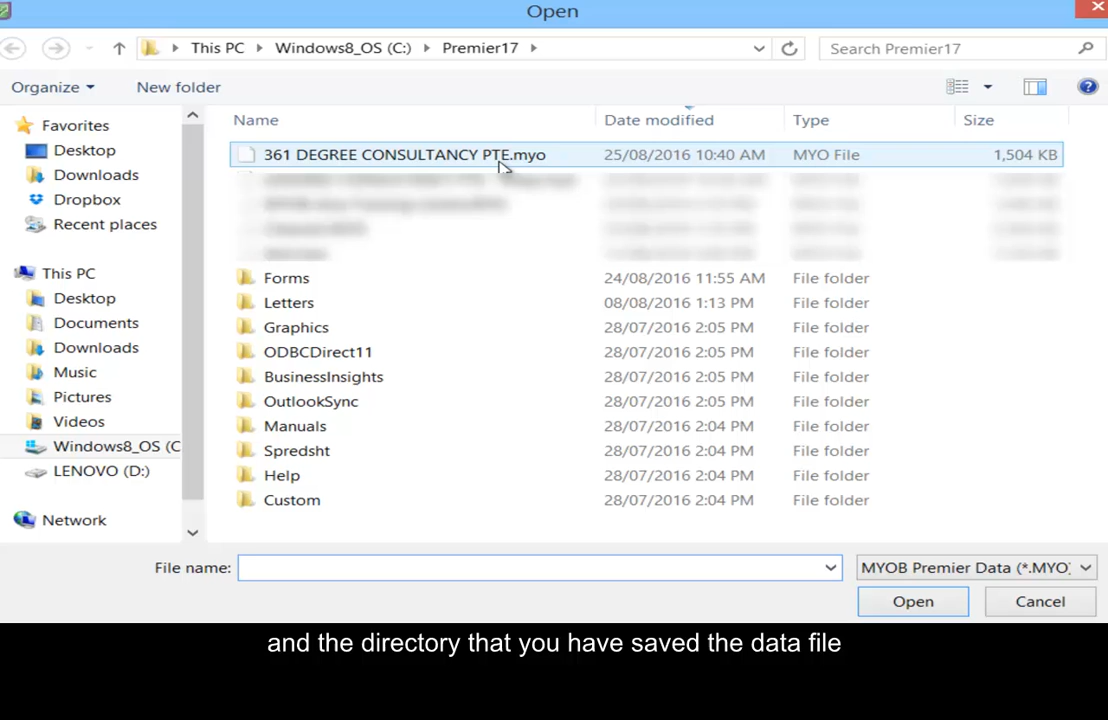 Open
This PC Windows8_OS (C:) Premier17
Search Premier17
Organize
New folder
Name Date modified Type Size
Favorites
Desktop
Downloads
Dropbox
Recent places
This PC
Desktop
Documents
Downloads
Music
Pictures
Videos
Windows8_OS (C
LENOVO (D:)
Network
361 DEGREE CONSULTANCY PTE.myo 25/08/2016 10:40 AM MYO File 1,504 KB
Forms 24/08/2016 11:55 AM File folder
Letters 08/08/2016 1:13 PM File folder
Graphics 28/07/2016 2:05 PM File folder
ODBCDirect11 28/07/2016 2:05 PM File folder
BusinessInsights 28/07/2016 2:05 PM File folder
OutlookSync 28/07/2016 2:05 PM File folder
Manuals 28/07/2016 2:04 PM File folder
Spredsht 28/07/2016 2:04 PM File folder
Help 28/07/2016 2:04 PM File folder
Custom 28/07/2016 2:04 PM File folder
File name:
MYOB Premier Data (*.MYO)
Open
Cancel
and the directory that you have saved the data file